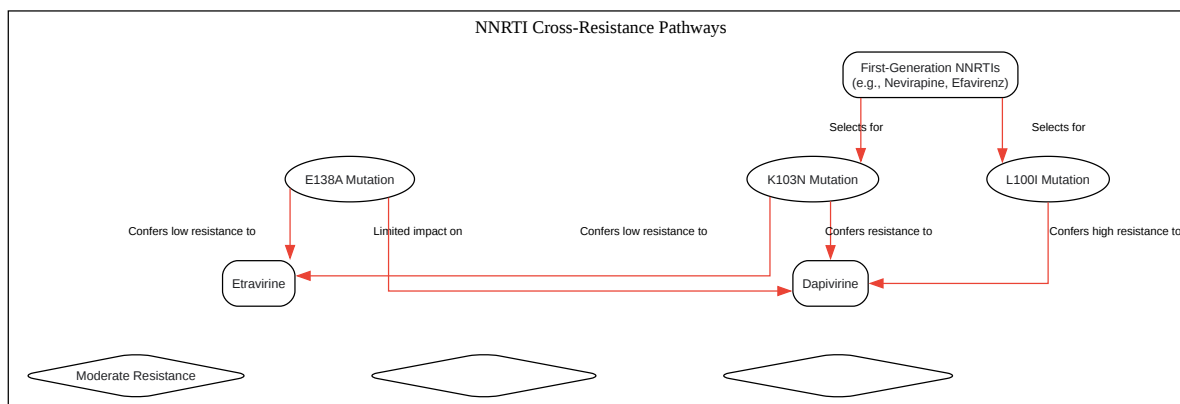 NNRTI Cross-Resistance Pathways
First-Generation NNRTIs
(e.g., Nevirapine, Efavirenz)
Selects for
Selects for
E138A Mutation
K103N Mutation
L100I Mutation
Confers low resistance to
Limited impact on
Confers low resistance to
Confers resistance to
Confers high resistance to
Etravirine
Dapivirine
Moderate Resistance